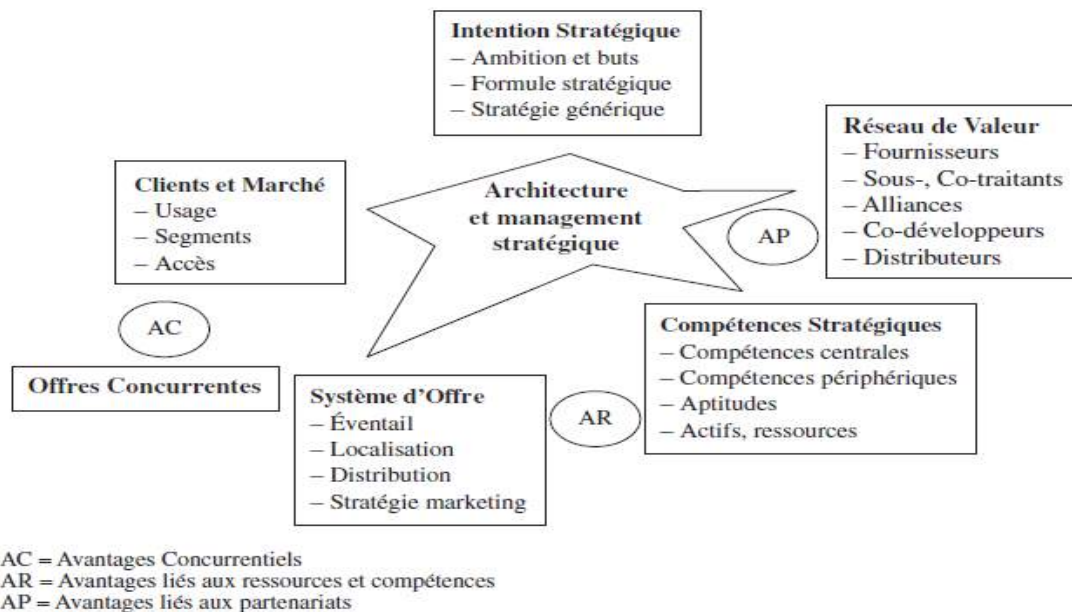 Intention Stratégique
– Ambition et buts
– Formule stratégique
– Stratégie générique
Réseau de Valeur
– Fournisseurs
– Sous-, Co-traitants
– Alliances
– Co-développeurs
– Distributeurs
Clients et Marché
– Usage
– Segments
– Accès
Architecture
et management
stratégique
AP
AC
Offres Concurrentes
Compétences Stratégiques
– Compétences centrales
– Compétences périphériques
– Aptitudes
– Actifs, ressources
Système d’Offre
– Éventail
– Localisation
– Distribution
– Stratégie marketing
AR
AC = Avantages Concurrentiels
AR = Avantages liés aux ressources et compétences
AP = Avantages liés aux partenariats